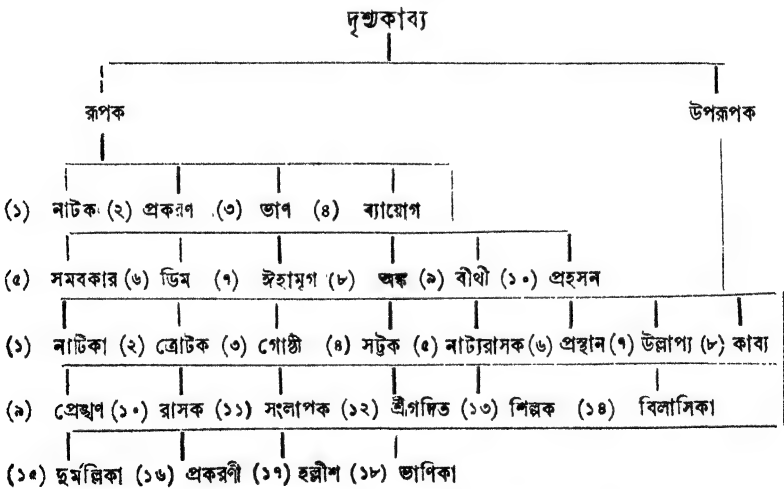 দৃশ্যকাব্য
রূপক উপরূপক
(১) নাটক (২) প্রকরণ (৩) ভাণ (৪) ব্যায়োগ
(৫) সমবকার (৬) ডিম (৭) ঈহামৃগ (৮) অঙ্ক (৯) বীথী (১০) প্রহসন
(১) নাটিকা (২) ত্রোটক (৩) গোষ্ঠী (৪) সট্টক (৫) নাট্যরাসক (৬) প্রস্থান (৭) উল্লাপ্য (৮) কাব্য
(৯) প্রেঙ্খণ (১০) রাসক (১১) সংলাপক (১২) শ্রীগদিত (১৩) শিল্পক (১৪) বিলাসিকা
(১৫) দুর্মল্লিকা (১৬) প্রকরণী (১৭) হল্লীশ (১৮) ভাণিকা